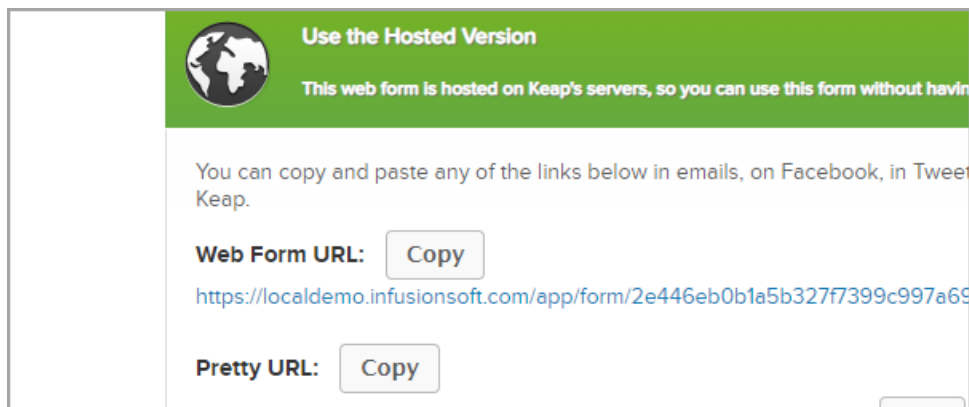 Use the Hosted Version
This web form is hosted on Keap's servers, so you can use this form without
You can copy and paste any of the links below in emails, on Facebook, in
Keap.
Web Form URL: Copy
https://localdemo.infusionsoft.com/app/form/2e446eb0b1a5b327f7399c997a69
Pretty URL: Copy